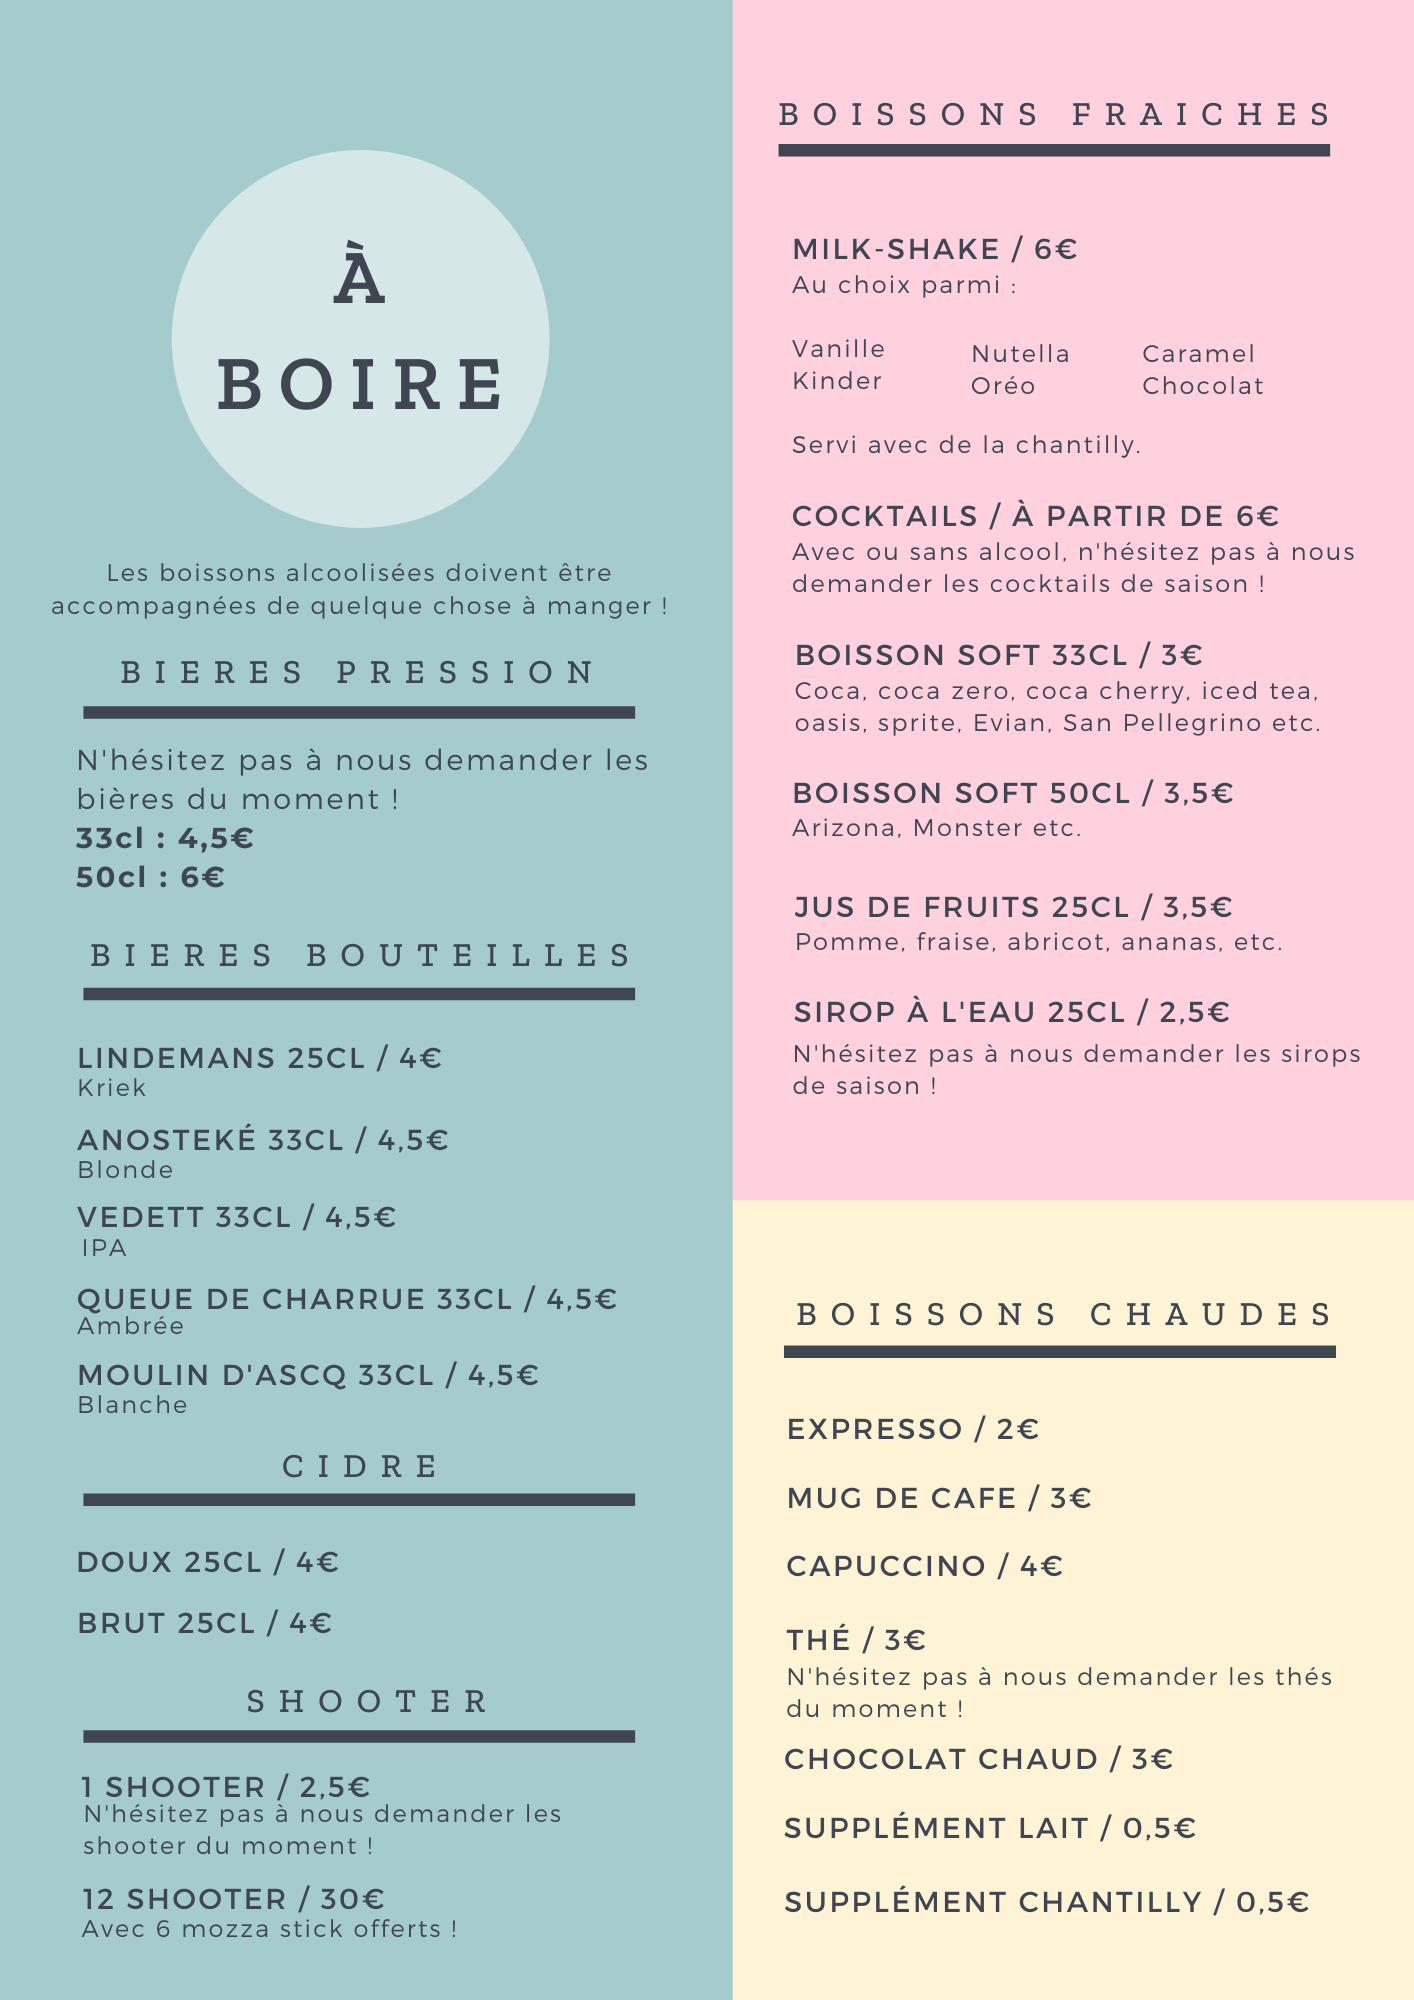 À
BOIRE
Les boissons alcoolisées doivent être
accompagnées de quelque chose à manger !
BIERES PRESSION
N'hésitez pas à nous demander les
bières du moment !
33cl : 4,5€
50cl : 6€
BIERES BOUTEILLES
LINDEMANS 25CL / 4€
Kriek
ANOSTEKÉ 33CL / 4,5€
Blonde
VEDETT 33CL / 4,5€
IPA
QUEUE DE CHARRUE 33CL / 4,5€
Ambrée
MOULIN D'ASCQ 33CL / 4,5€
Blanche
CIDRE
DOUX 25CL / 4€
BRUT 25CL / 4€
SHOOTER
1 SHOOTER / 2,5€
N'hésitez pas à nous demander les
shooter du moment !
12 SHOOTER / 30€
Avec 6 mozza stick offerts !
BOISSONS FRAICHES
MILK-SHAKE / 6€
Au choix parmi :
Vanille Nutella Caramel
Kinder Oréo Chocolat
Servi avec de la chantilly.
COCKTAILS / À PARTIR DE 6€
Avec ou sans alcool, n'hésitez pas à nous
demander les cocktails de saison !
BOISSON SOFT 33CL / 3€
Coca, coca zero, coca cherry, iced tea,
oasis, sprite, Evian, San Pellegrino etc.
BOISSON SOFT 50CL / 3,5€
Arizona, Monster etc.
JUS DE FRUITS 25CL / 3,5€
Pomme, fraise, abricot, ananas, etc.
SIROP À L'EAU 25CL / 2,5€
N'hésitez pas à nous demander les sirops
de saison !
BOISSONS CHAUDES
EXPRESSO / 2€
MUG DE CAFE / 3€
CAPUCCINO / 4€
THÉ / 3€
N'hésitez pas à nous demander les thés
du moment !
CHOCOLAT CHAUD / 3€
SUPPLÉMENT LAIT / 0,5€
SUPPLÉMENT CHANTILLY / 0,5€